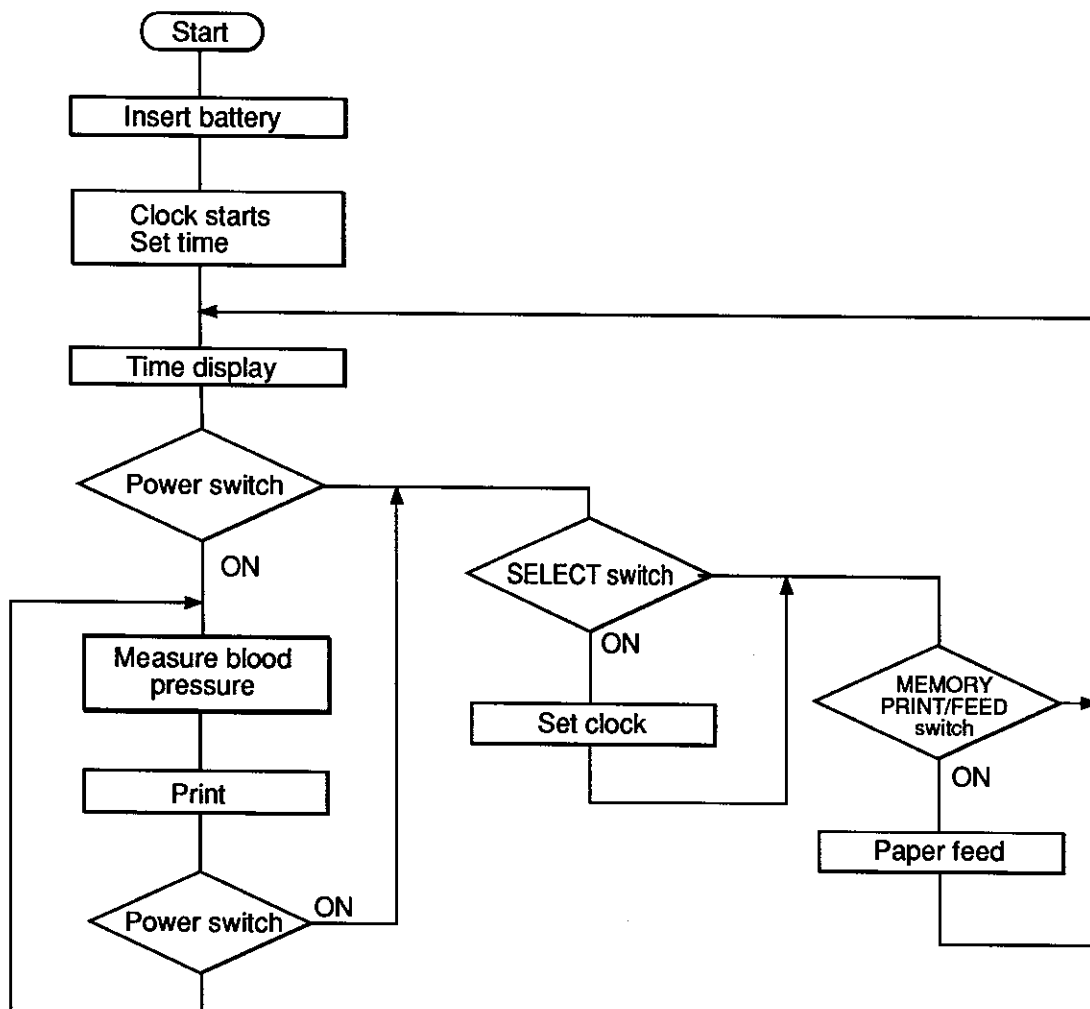 Start
Insert battery
Clock starts
Set time
Time display
Power switch
ON
Measure blood
pressure
Print
Power switch
ON
SELECT switch
ON
Set clock
MEMORY
PRINT/FEED
switch
ON
Paper feed